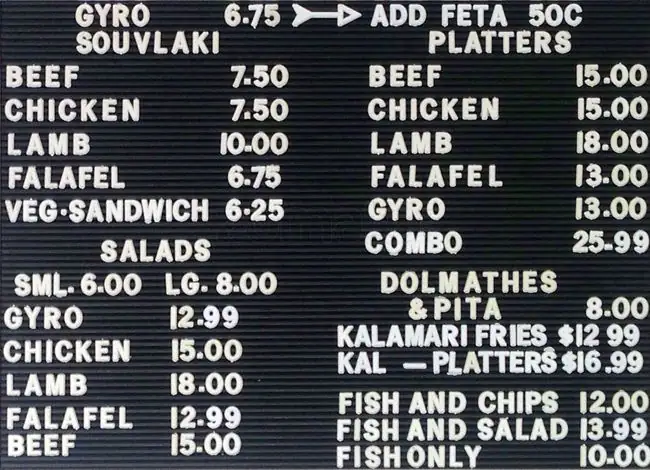 GYRO 6.75 ADD FETA 50C
SOUVLAKI
BEEF 7.50
CHICKEN 7.50
LAMB 10.00
FALAFEL 6.75
VEG.SANDWICH 6.25
SALADS
SML. 6.00 LG. 8.00
GYRO 12.99
CHICKEN 15.00
LAMB 18.00
FALAFEL 12.99
BEEF 15.00
PLATTERS
BEEF 15.00
CHICKEN 15.00
LAMB 18.00
FALAFEL 13.00
GYRO 13.00
COMBO 25.99
DOLMATHES
& PITA 8.00
KALAMARI FRIES $12 99
KAL — PLATTERS $16.99
FISH AND CHIPS 12.00
FISH AND SALAD 13.99
FISH ONLY 10.00